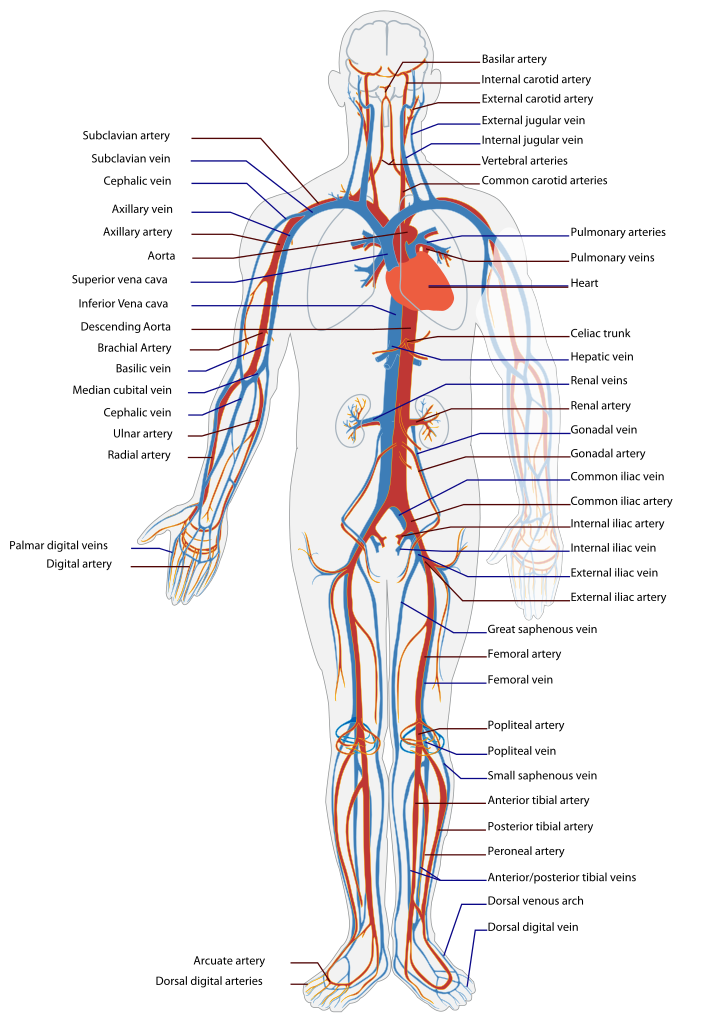 Subclavian artery
Subclavian vein
Cephalic vein
Axillary vein
Axillary artery
Aorta
Superior vena cava
Inferior Vena cava
Descending Aorta
Brachial Artery
Basilic vein
Median cubital vein
Cephalic vein
Ulnar artery
Radial artery
Palmar digital veins
Digital artery
Arcuate artery
Dorsal digital arteries
Basilar artery
Internal carotid artery
External carotid artery
External jugular vein
Internal jugular vein
Vertebral arteries
Common carotid arteries
Pulmonary arteries
Pulmonary veins
Heart
Celiac trunk
Hepatic vein
Renal veins
Renal artery
Gonadal vein
Gonadal artery
Common iliac vein
Common iliac artery
Internal iliac artery
Internal iliac vein
External iliac vein
External iliac artery
Great saphenous vein
Femoral artery
Femoral vein
Popliteal artery
Popliteal vein
Small saphenous vein
Anterior tibial artery
Posterior tibial artery
Peroneal artery
Anterior/posterior tibial veins
Dorsal venous arch
Dorsal digital vein